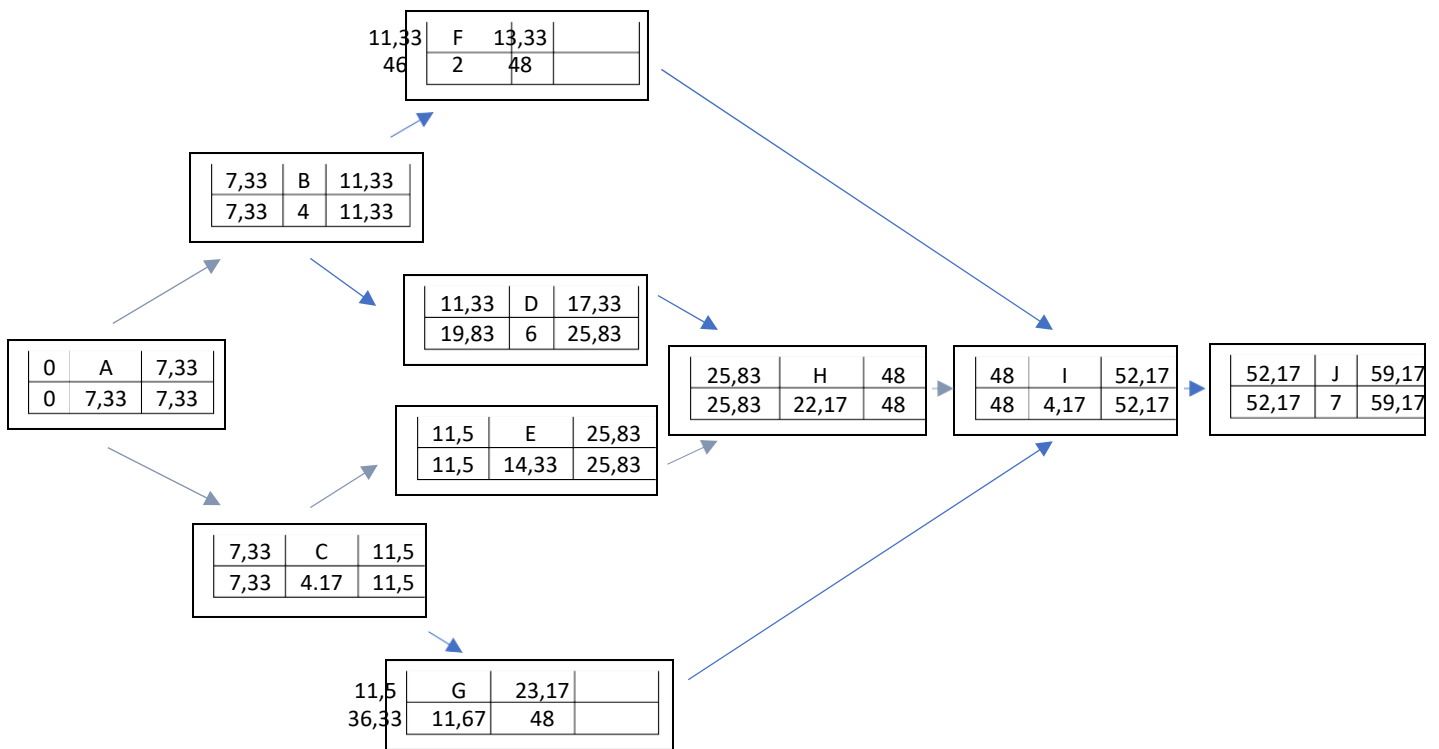 11,33 F 13,33
46 2 48
7,33 B 11,33
7,33 4 11,33
11,33 D 17,33
19,83 6 25,83
0 A 7,33
0 7,33 7,33
25,83 H 48
25,83 22,17 48
48 I 52,17
48 4,17 52,17
52,17 J 59,17
52,17 7 59,17
11,5 E 25,83
11,5 14,33 25,83
7,33 C 11,5
7,33 4.17 11,5
11,5 G 23,17
36,33 11,67 48